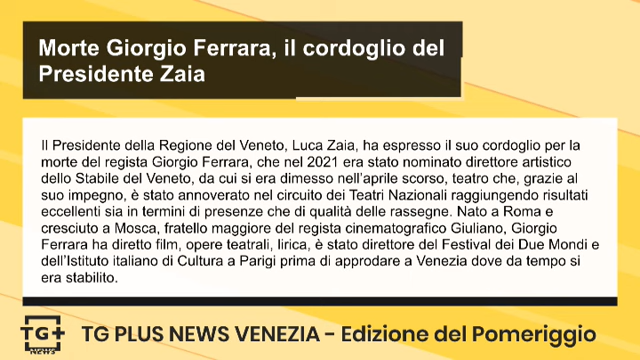 Morte Giorgio Ferrara, il cordoglio del
Presidente Zaia
Il Presidente della Regione del Veneto, Luca Zaia, ha espresso il suo cordoglio per la
morte del regista Giorgio Ferrara, che nel 2021 era stato nominato direttore artistico
dello Stabile del Veneto, da cui si era dimesso nell'aprile scorso, teatro che, grazie al
suo impegno, è stato annoverato nel circuito dei Teatri Nazionali raggiungendo risultati
eccellenti sia in termini di presenze che di qualità delle rassegne. Nato a Roma e
cresciuto a Mosca, fratello maggiore del regista cinematografico Giuliano, Giorgio
Ferrara ha diretto film, opere teatrali, lirica, è stato direttore del Festival dei Due Mondi e
dell'Istituto italiano di Cultura a Parigi prima di approdare a Venezia dove da tempo si
era stabilito.
TG+
NEWS
TG PLUS NEWS VENEZIA - Edizione del Pomeriggio